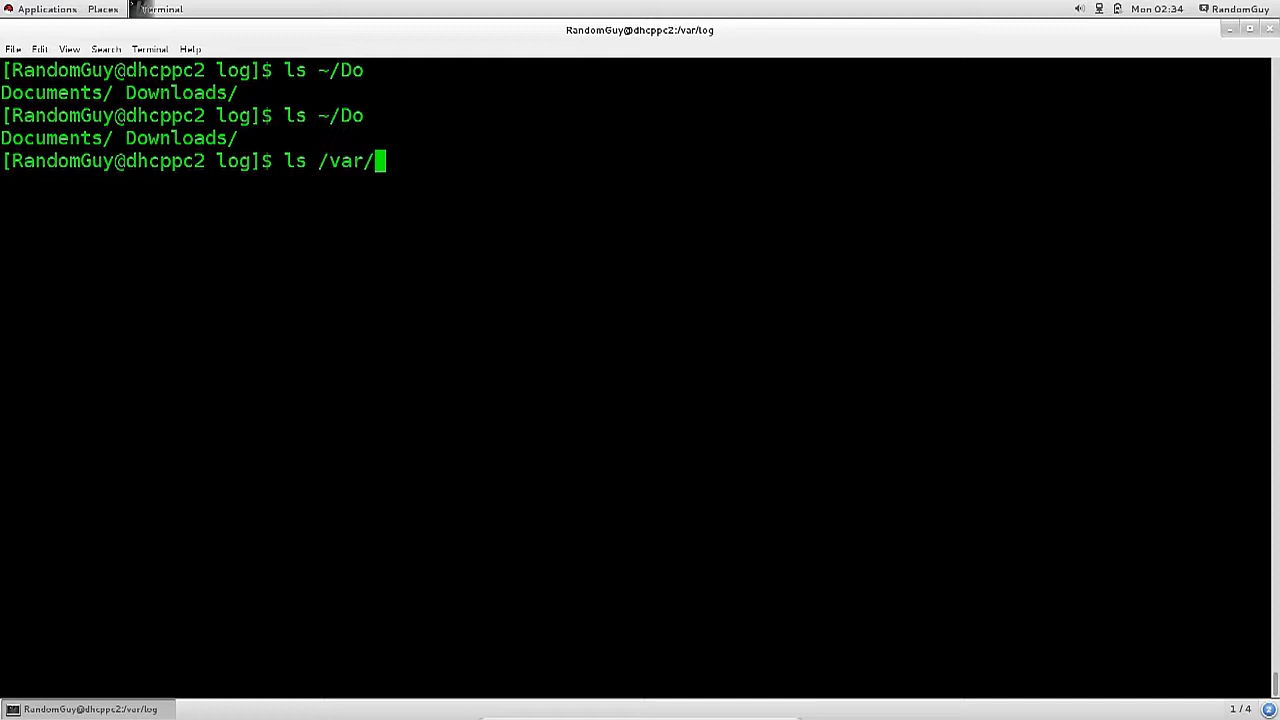 Applications Places Terminal Mon 02:34 RandomGuy
RandomGuy@dhcppc2:/var/log
File Edit View Search Terminal Help
[RandomGuy@dhcppc2 log]$ ls ~/Do
Documents/ Downloads/
[RandomGuy@dhcppc2 log]$ ls ~/Do
Documents/ Downloads/
[RandomGuy@dhcppc2 log]$ ls /var/
RandomGuy@dhcppc2:/var/log 1 / 4 2